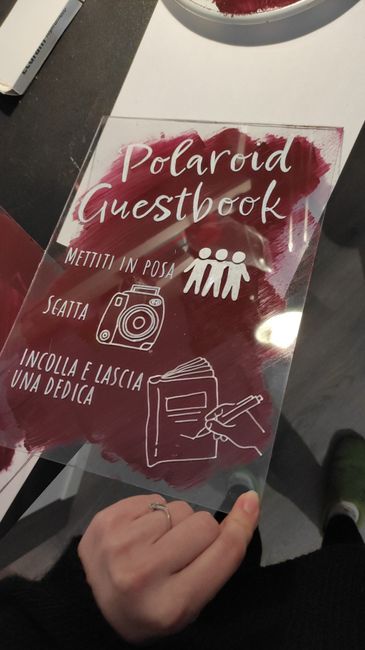 Polaroid
Guestbook
METTITI IN POSA
SCATTA
INCOLLA E LASCIA
UNA DEDICA